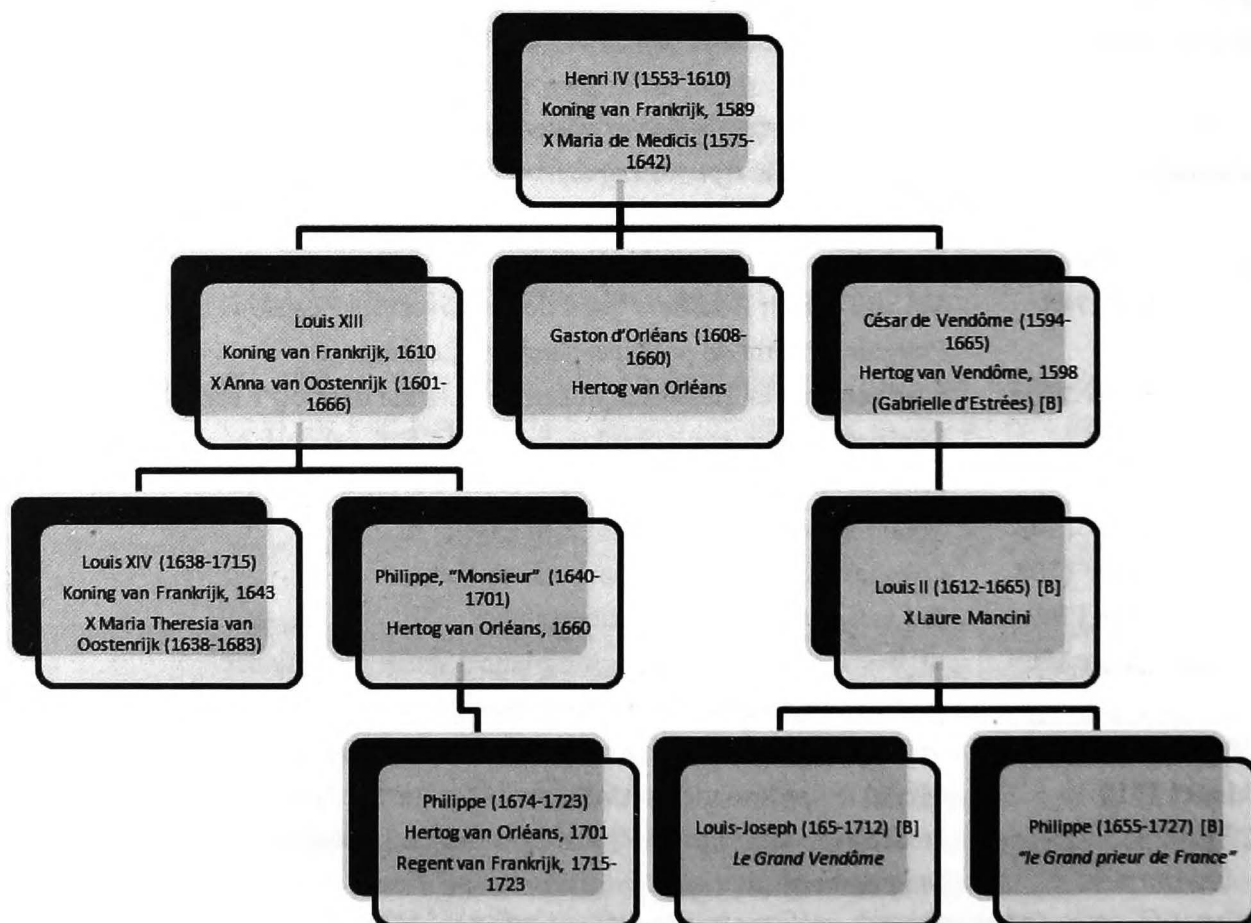 Henri IV (1553-1610)
Koning van Frankrijk, 1589
X Maria de Medicis (1575-
1642)
Louis XIII
Koning van Frankrijk, 1610
X Anna van Oostenrijk (1601-
1666)
Gaston d'Orléans (1608-
1660)
Hertog van Orléans
César de Vendôme (1594-
1665)
Hertog van Vendôme, 1598
(Gabrielle d'Estrées) [B]
Louis XIV (1638-1715)
Koning van Frankrijk, 1643
X Maria Theresia van
Oostenrijk (1638-1683)
Philippe, "Monsieur" (1640-
1701)
Hertog van Orléans, 1660
Louis II (1612-1665) [B]
X Laure Mancini
Philippe (1674-1723)
Hertog van Orléans, 1701
Regent van Frankrijk, 1715-
1723
Louis-Joseph (165-1712) [B]
Le Grand Vendôme
Philippe (1655-1727) [B]
"le Grand prieur de France"